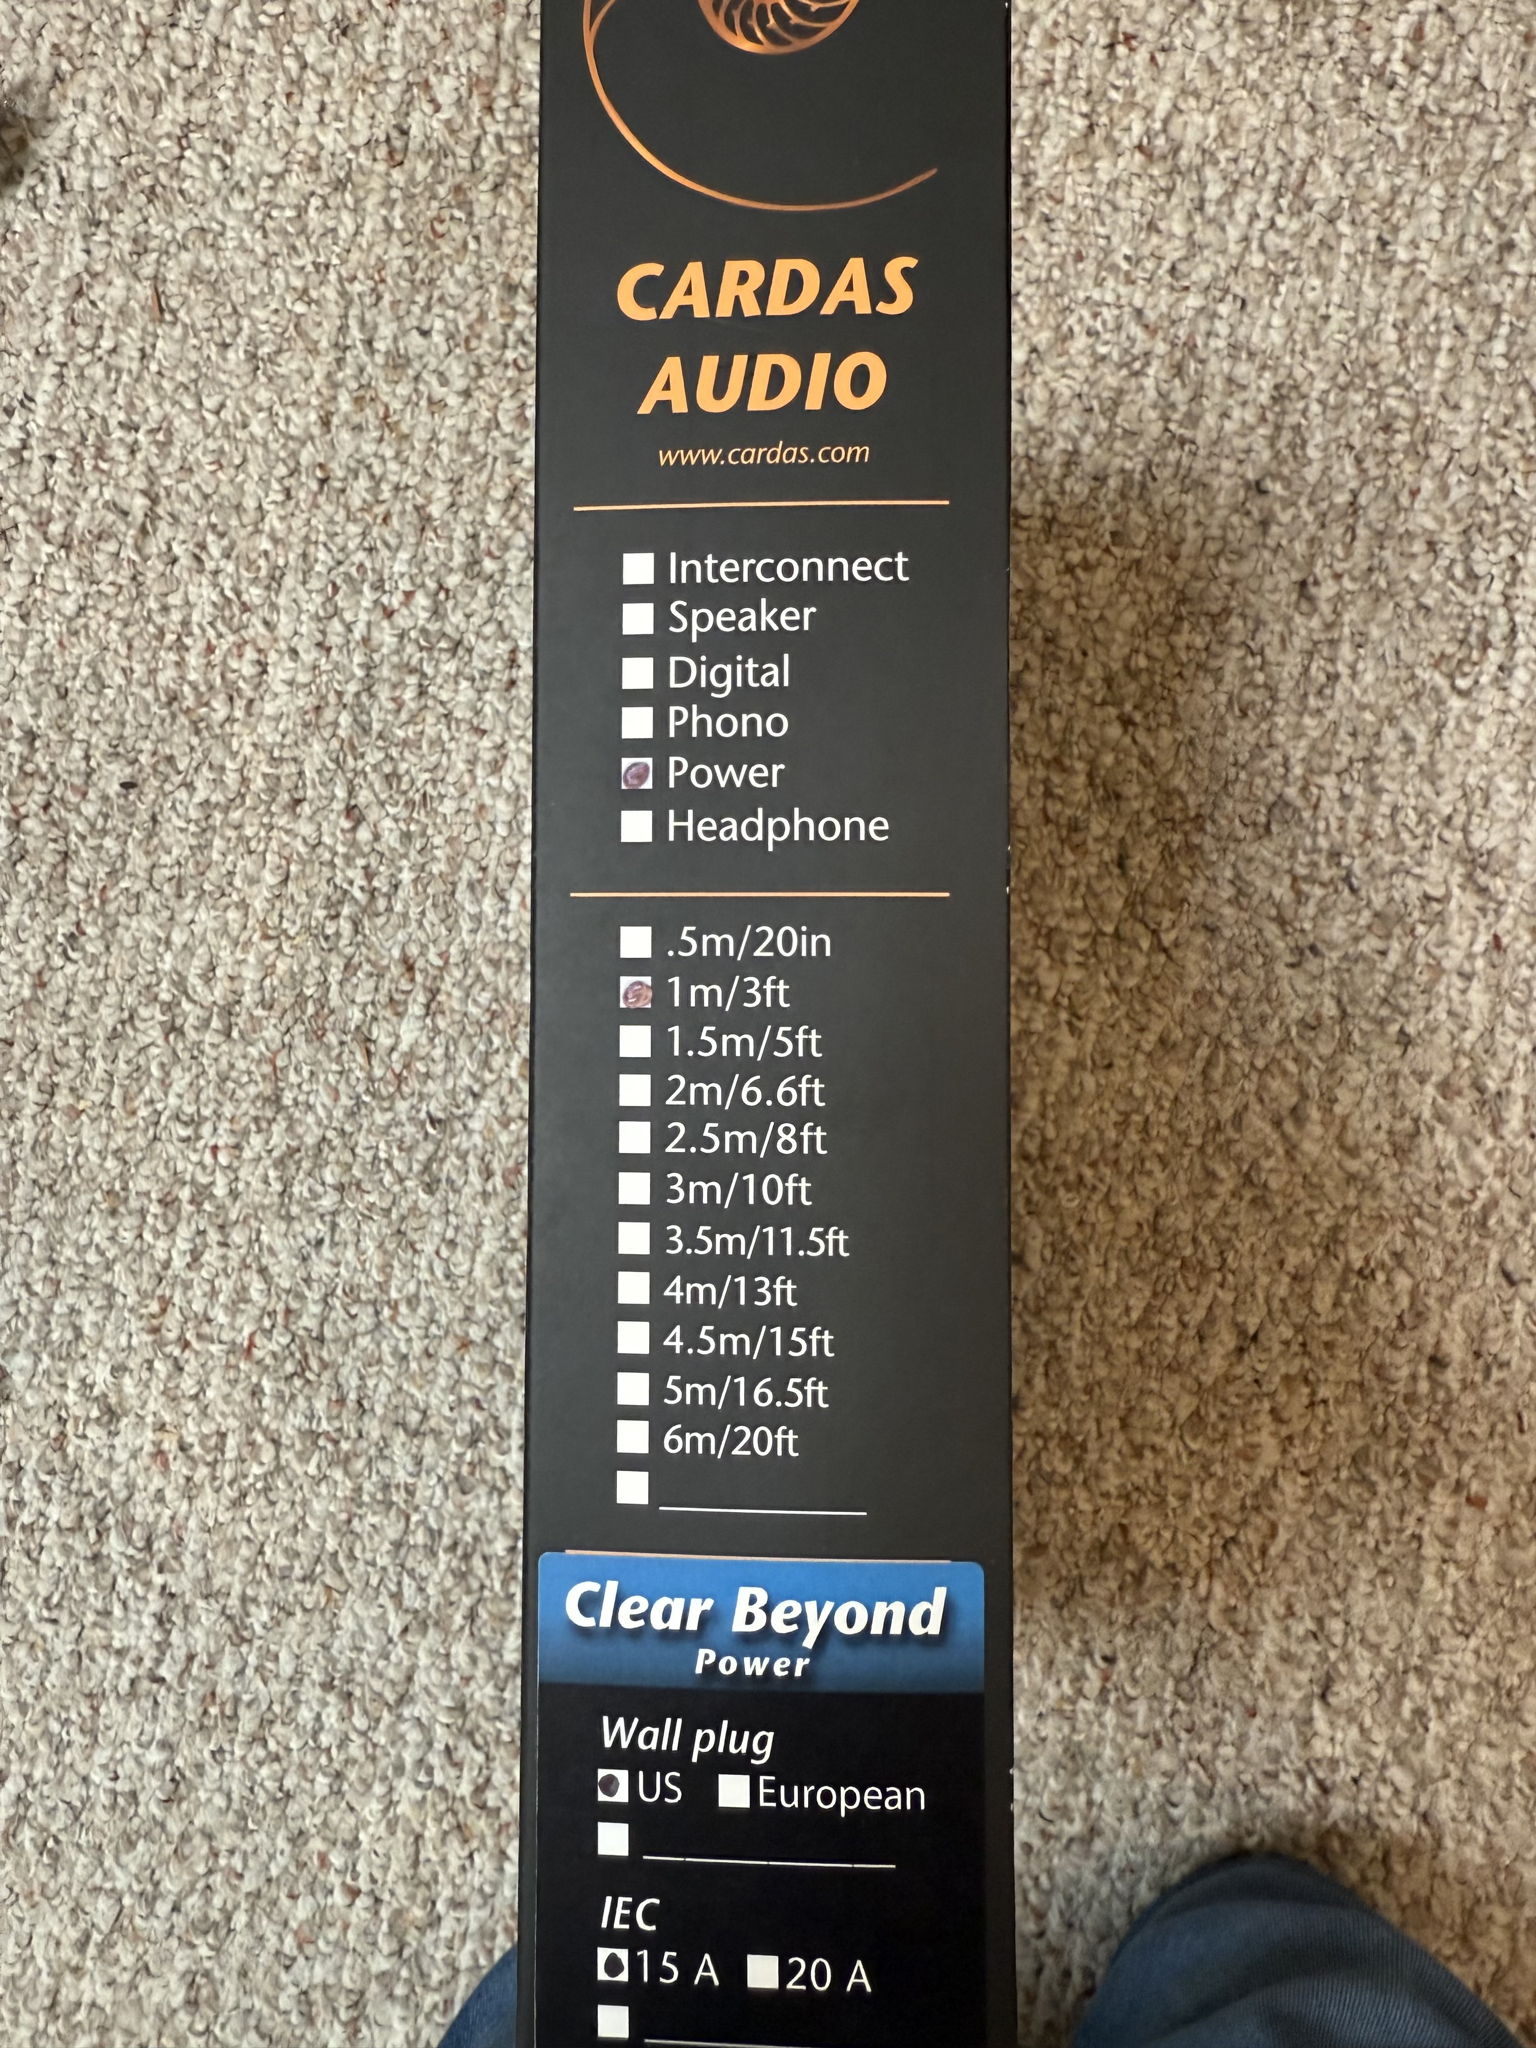 CARDAS
AUDIO
www.cardas.com
Interconnect
Speaker
Digital
Phono
Power
Headphone
.5m/20in
1m/3ft
1.5m/5ft
2m/6.6ft
2.5m/8ft
3m/10ft
3.5m/11.5ft
4m/13ft
4.5m/15ft
5m/16.5ft
6m/20ft
Clear Beyond
Power
Wall plug
US European
IEC
15 A 20 A